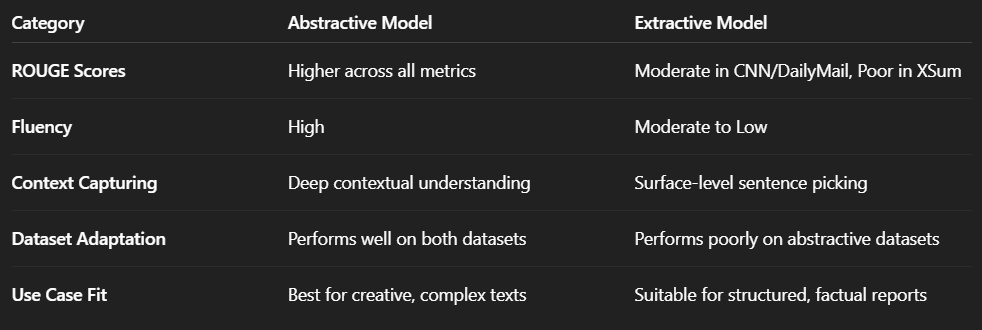 Category Abstractive Model Extractive Model
ROUGE Scores Higher across all metrics Moderate in CNN/DailyMail, Poor in XSum
Fluency High Moderate to Low
Context Capturing Deep contextual understanding Surface-level sentence picking
Dataset Adaptation Performs well on both datasets Performs poorly on abstractive datasets
Use Case Fit Best for creative, complex texts Suitable for structured, factual reports